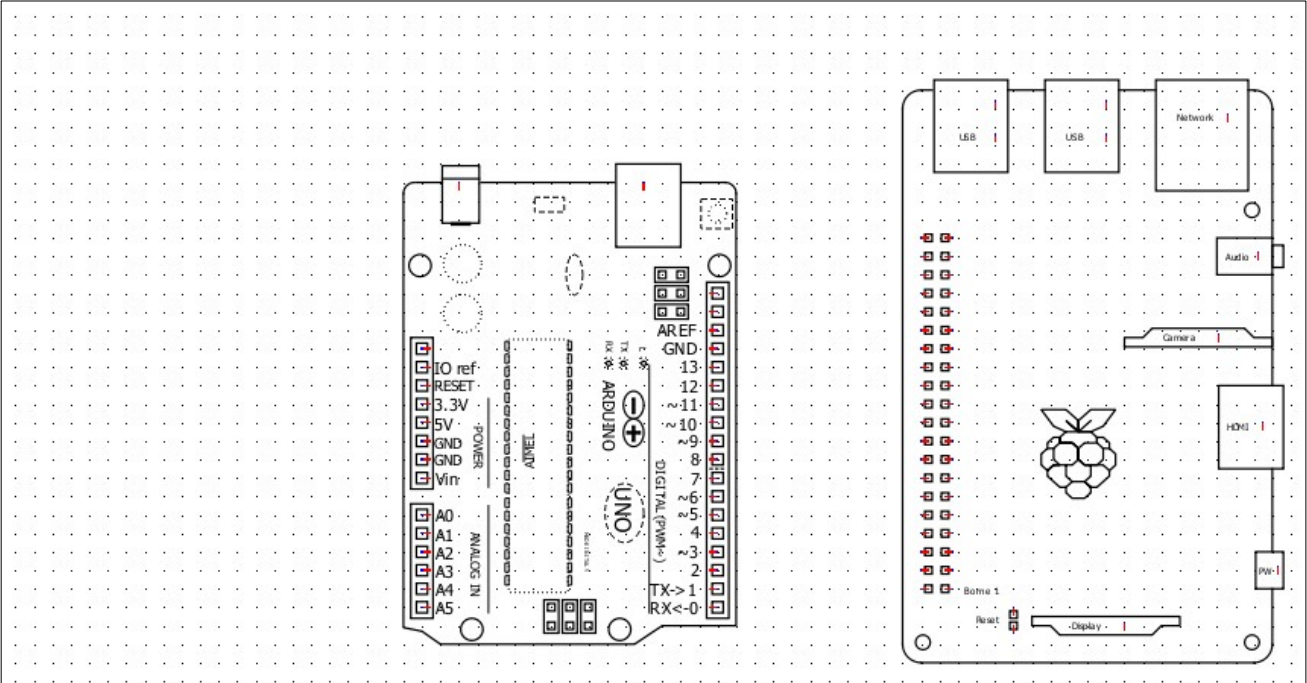 AREF
GND
13
12
~11
~10
~9
8
7
~6
~5
4
~3
2
TX->1
RX<-0
DIGITAL (PWM~)
L
TX
RX
ARDUINO
UNO
ATMEL
IO ref
RESET
3.3V
5V
GND
GND
Vin
POWER
A0
A1
A2
A3
A4
A5
ANALOG IN
USB
USB
Network
Audio
Camera
HDMI
PW
Borne 1
Reset
Display